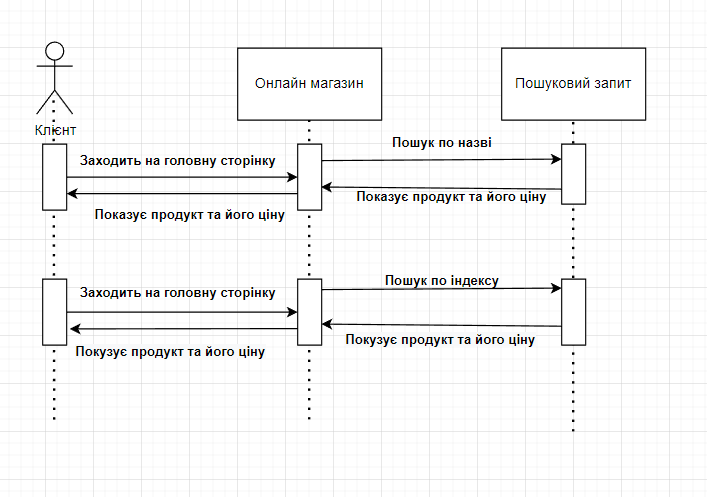 Онлайн магазин
Пошуковий запит
Клієнт
Пошук по назві
Заходить на головну сторінку
Показує продукт та його ціну
Показує продукт та його ціну
Пошук по індексу
Заходить на головну сторінку
Покузує продукт та його ціну
Покузує продукт та його ціну